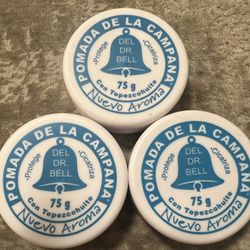 POMADA DE LA CAMPANA
•Protege
•Cicatriza
DEL
DR.
BELL
75 g
Con Tepezcohuite
Nuevo Aroma
POMADA DE LA CAMPANA
•Protege
•Cicatriza
DEL
DR.
BELL
75 g
Con Tepezcohuite
Nuevo Aroma
POMADA DE LA CAMPANA
•Protege
•Cicatriza
DEL
DR.
BELL
75 g
Con Tepezcohuite
Nuevo Aroma